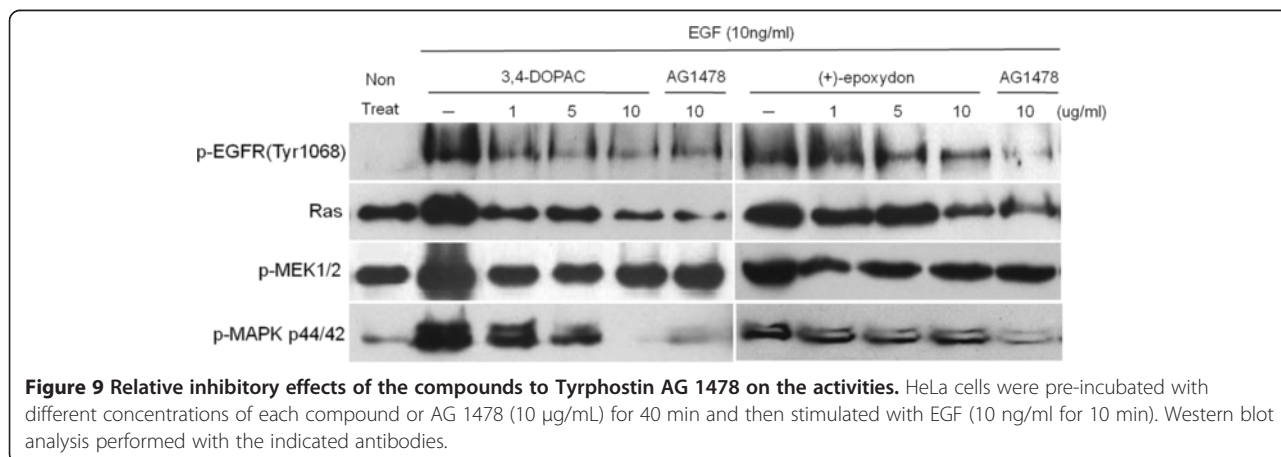 EGF (10ng/ml)
Non Treat
3,4-DOPAC
AG1478
(+)-epoxydon
AG1478
– 1 5 10 10 – 1 5 10 10 (ug/ml)
p-EGFR(Tyr1068)
Ras
p-MEK1/2
p-MAPK p44/42
Figure 9 Relative inhibitory effects of the compounds to Tyrphostin AG 1478 on the activities. HeLa cells were pre-incubated with
different concentrations of each compound or AG 1478 (10 μg/mL) for 40 min and then stimulated with EGF (10 ng/ml for 10 min). Western blot
analysis performed with the indicated antibodies.